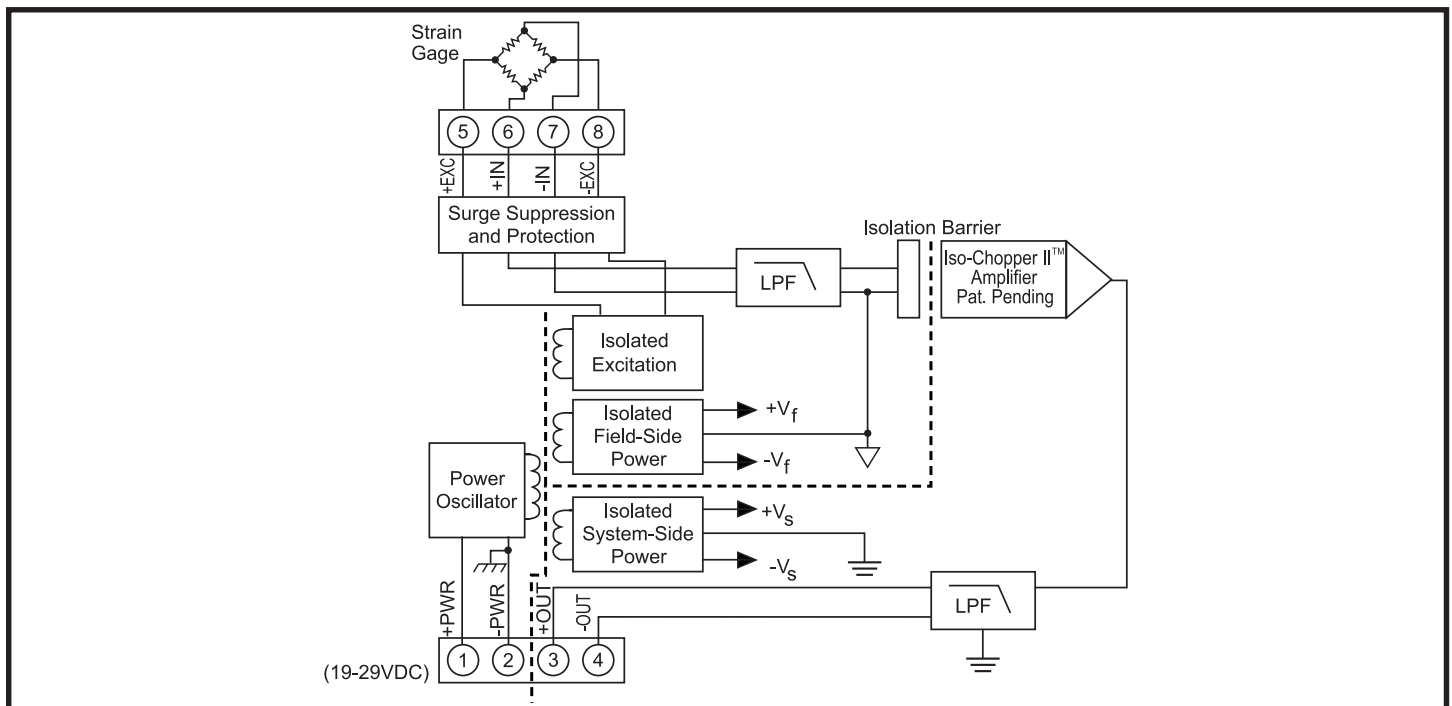 Strain
Gage
5 6 7 8
+EXC
+IN
-IN
-EXC
Surge Suppression
and Protection
Isolation Barrier
LPF
Iso-Chopper II™
Amplifier
Pat. Pending
Isolated
Excitation
Isolated
Field-Side
Power
+Vf
-Vf
Power
Oscillator
Isolated
System-Side
Power
+Vs
-Vs
+PWR
-PWR
+OUT
-OUT
LPF
(19-29VDC)
1 2 3 4